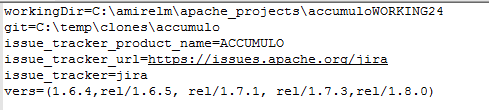 workingDir=C:\amirelm\apache_projects\accumuloWORKING24
git=C:\temp\clones\accumulo
issue_tracker_product_name=ACCUMULO
issue_tracker_url=https://issues.apache.org/jira
issue_tracker=jira
vers=(1.6.4,rel/1.6.5, rel/1.7.1, rel/1.7.3,rel/1.8.0)